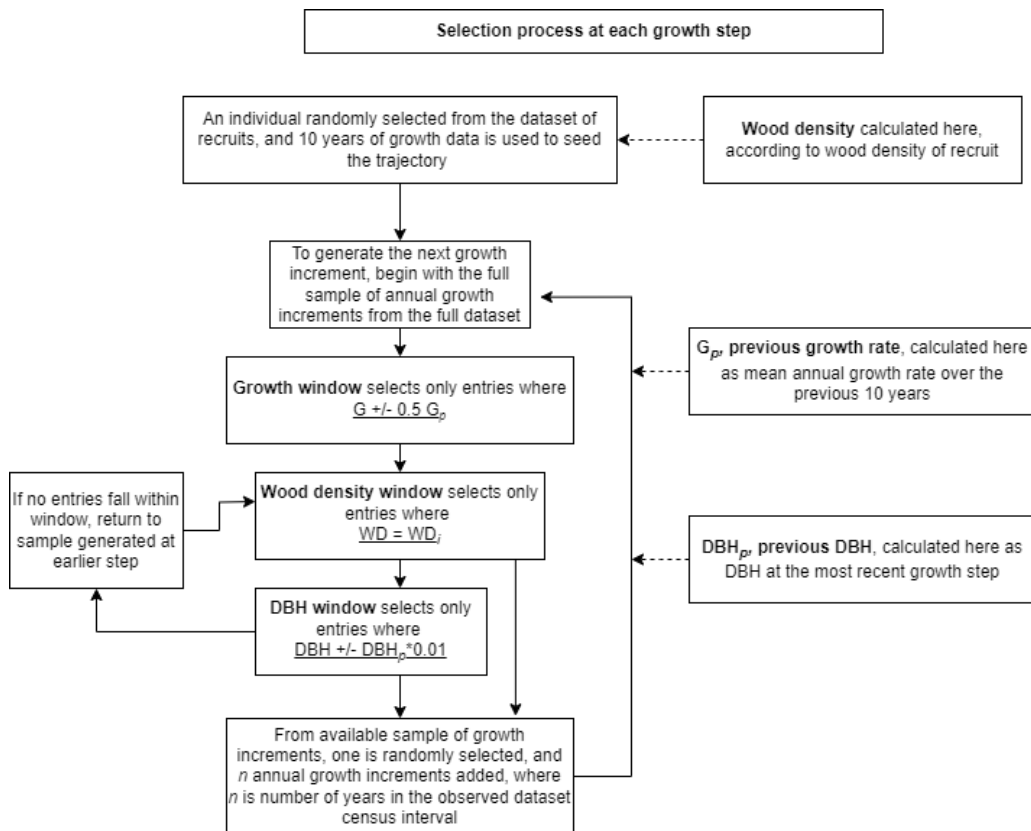 Selection process at each growth step
An individual randomly selected from the dataset of
recruits, and 10 years of growth data is used to seed
the trajectory
Wood density calculated here,
according to wood density of recruit
To generate the next growth
increment, begin with the full
sample of annual growth
increments from the full dataset
Gp, previous growth rate, calculated here
as mean annual growth rate over the
previous 10 years
Growth window selects only entries where
G +/- 0.5 Gp
If no entries fall within
window, return to
sample generated at
earlier step
Wood density window selects only
entries where
WD = WDi
DBHp, previous DBH, calculated here as
DBH at the most recent growth step
DBH window selects only
entries where
DBH +/- DBHp*0.01
From available sample of growth
increments, one is randomly selected, and
n annual growth increments added, where
n is number of years in the observed dataset
census interval